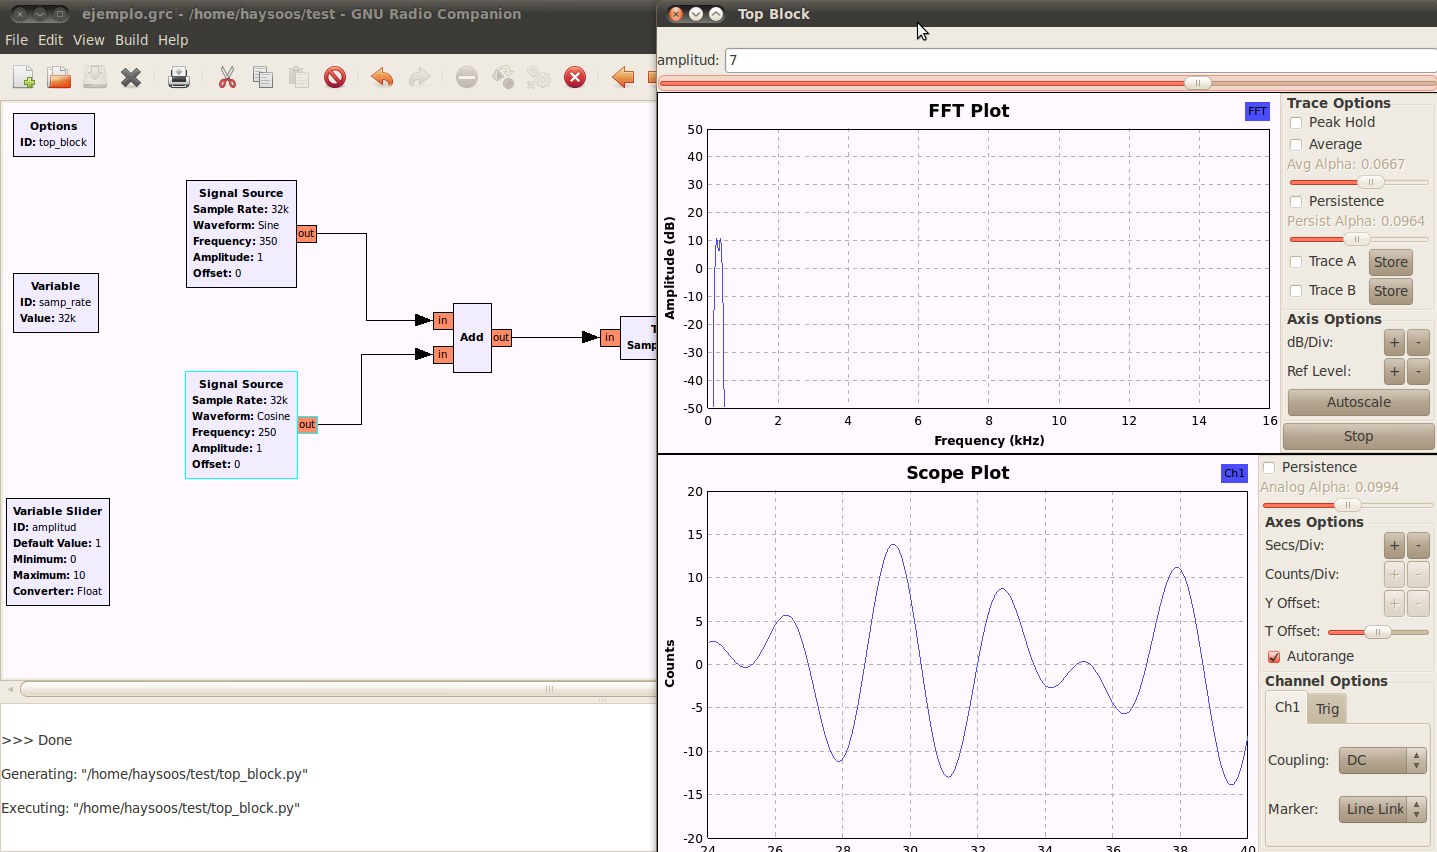 ejemplo.grc - /home/haysoos/test - GNU Radio Companion
File Edit View Build Help
Options
ID: top_block
Signal Source
Sample Rate: 32k
Waveform: Sine
Frequency: 350
Amplitude: 1
Offset: 0
out
Variable
ID: samp_rate
Value: 32k
in
in
Add
out
in
Samp
Signal Source
Sample Rate: 32k
Waveform: Cosine
Frequency: 250
Amplitude: 1
Offset: 0
out
Variable Slider
ID: amplitud
Default Value: 1
Minimum: 0
Maximum: 10
Converter: Float
>>> Done
Generating: "/home/haysoos/test/top_block.py"
Executing: "/home/haysoos/test/top_block.py"
Top Block
amplitud: 7
FFT Plot
FFT
Amplitude (dB)
50
40
30
20
10
0
-10
-20
-30
-40
-50
0 2 4 6 8 10 12 14 16
Frequency (kHz)
Trace Options
Peak Hold
Average
Avg Alpha: 0.0667
Persistence
Persist Alpha: 0.0964
Trace A Store
Trace B Store
Axis Options
dB/Div: + -
Ref Level: + -
Autoscale
Stop
Scope Plot
Ch1
Counts
20
15
10
5
0
-5
-10
-15
-20
24 26 28 30 32 34 36 38 40
Persistence
Analog Alpha: 0.0994
Axes Options
Secs/Div: + -
Counts/Div: + -
Y Offset: + -
T Offset:
Autorange
Channel Options
Ch1 Trig
Coupling: DC
Marker: Line Link